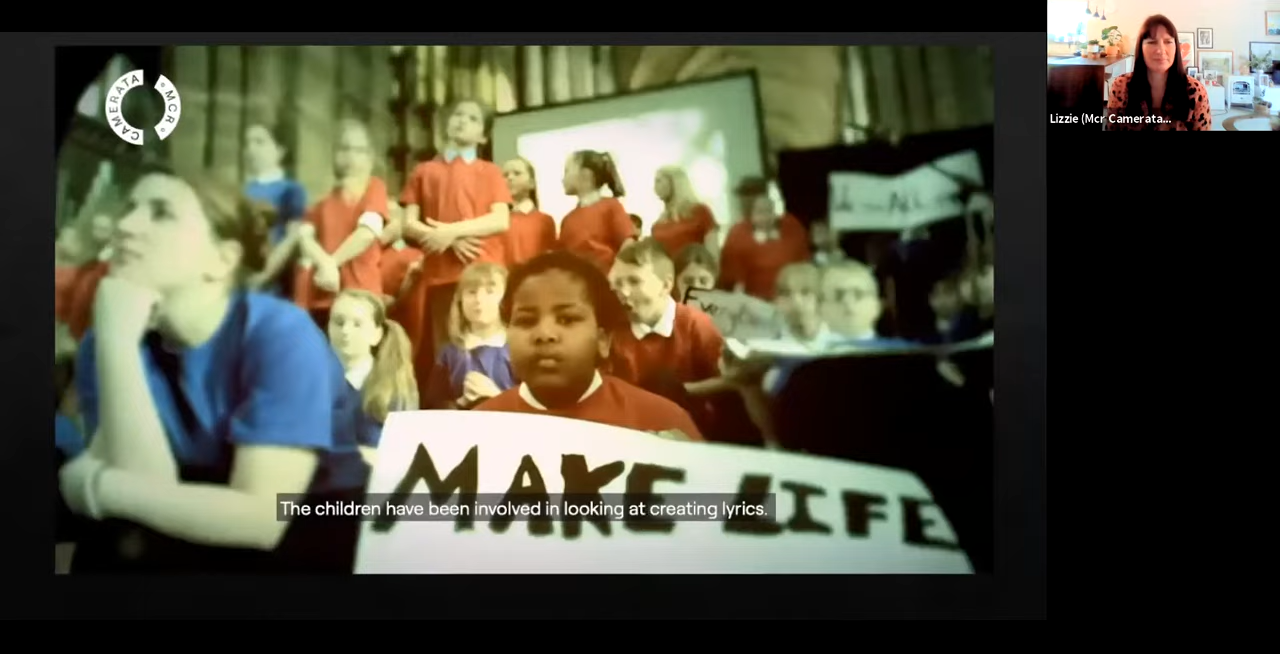 CAMERATA
MCR
Lizzie (Mcr Camerata...
MAKE LIFE
The children have been involved in looking at creating lyrics.